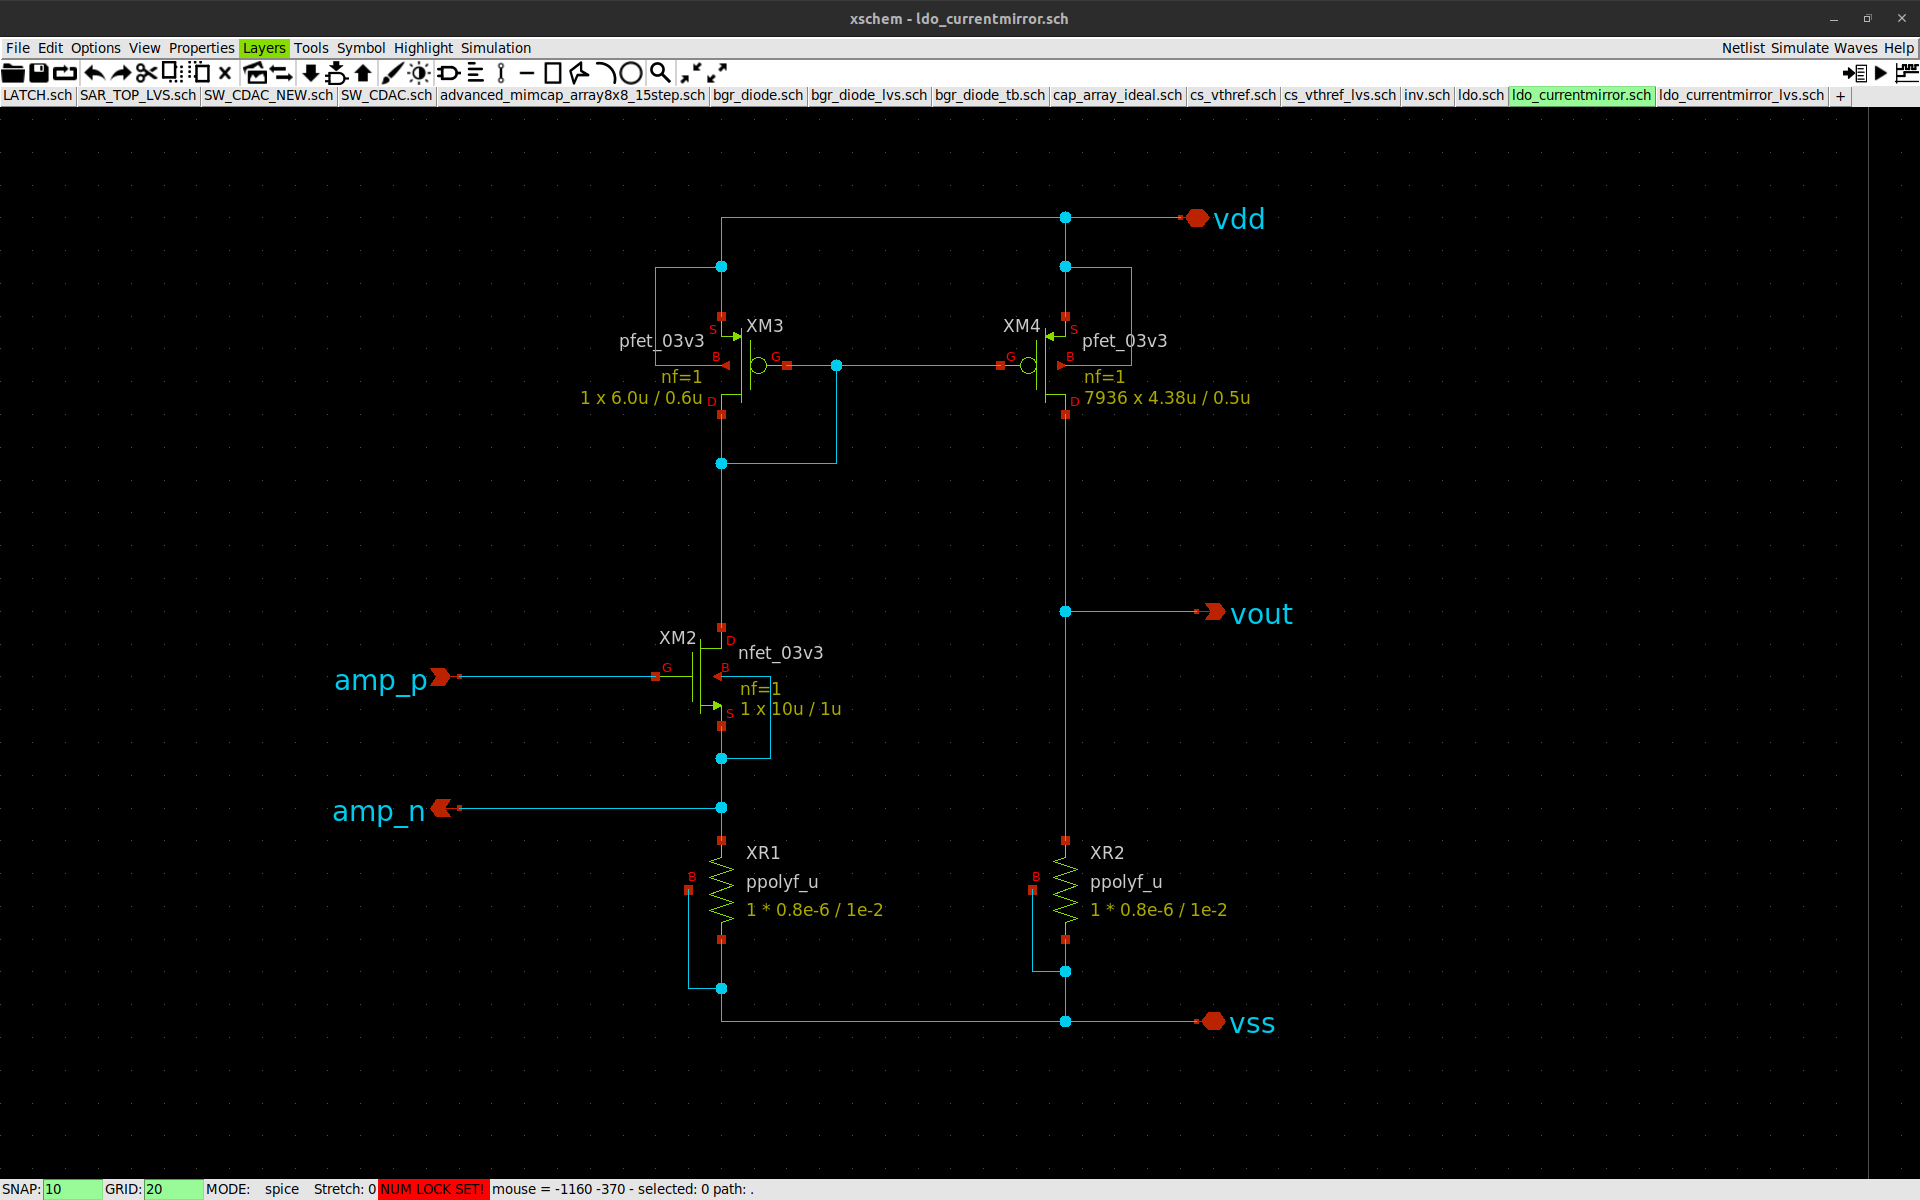 xschem - ldo_currentmirror.sch
File Edit Options View Properties Layers Tools Symbol Highlight Simulation Netlist Simulate Waves Help
LATCH.sch SAR_TOP_LVS.sch SW_CDAC_NEW.sch SW_CDAC.sch advanced_mimcap_array8x8_15step.sch bgr_diode.sch bgr_diode_lvs.sch bgr_diode_tb.sch cap_array_ideal.sch cs_vthref.sch cs_vthref_lvs.sch inv.sch ldo.sch ldo_currentmirror.sch ldo_currentmirror_lvs.sch +
vdd
XM3 XM4
S S
pfet_03v3 pfet_03v3
B G G B
nf=1 nf=1
1 x 6.0u / 0.6u D D 7936 x 4.38u / 0.5u
vout
XM2 D
nfet_03v3
G B
amp_p
nf=1
S 1 x 10u / 1u
amp_n
XR1 XR2
B ppolyf_u B ppolyf_u
1 * 0.8e-6 / 1e-2 1 * 0.8e-6 / 1e-2
vss
SNAP: 10 GRID: 20 MODE: spice Stretch: 0 NUM LOCK SET! mouse = -1160 -370 - selected: 0 path: .